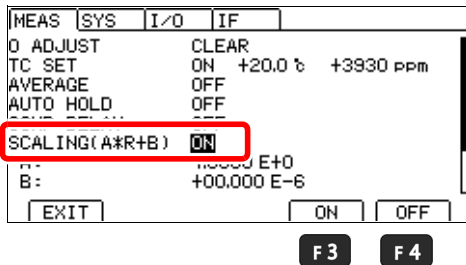 MEAS SYS I/O IF
0 ADJUST CLEAR
TC SET ON +20.0 ℃ +3930 ppm
AVERAGE OFF
AUTO HOLD OFF
SCALING(A*R+B) ON
A: E+0
B: +00.000 E-6
EXIT ON OFF
F3 F4